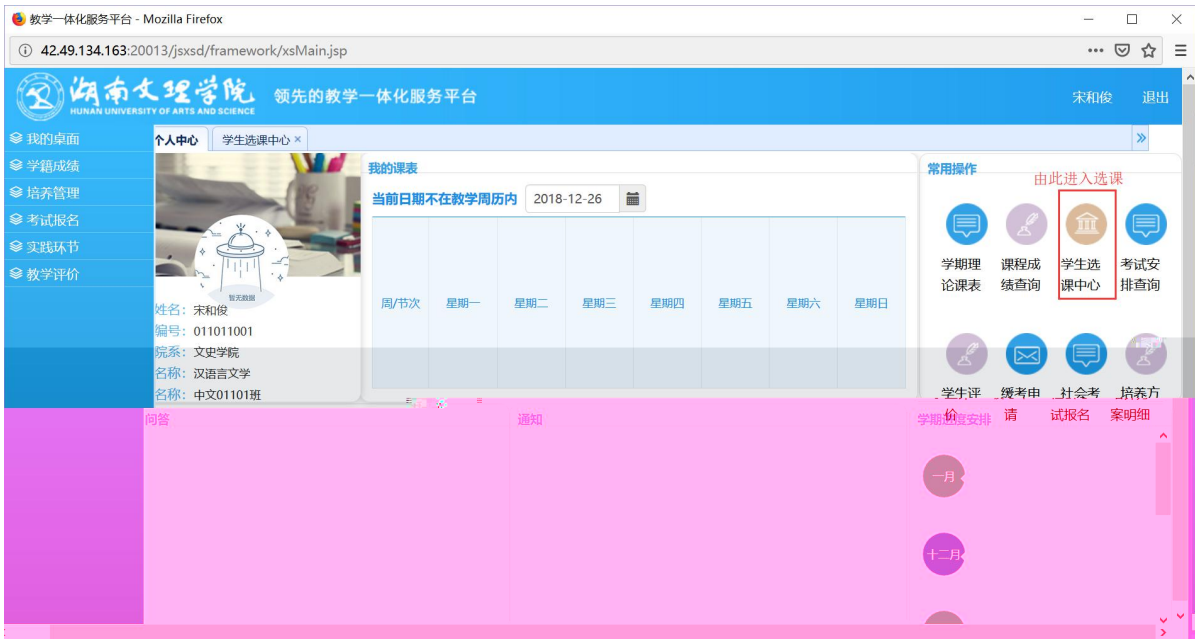 教学一体化服务平台 - Mozilla Firefox
42.49.134.163:20013/jsxsd/framework/xsMain.jsp
湖南文理学院
HUNAN UNIVERSITY OF ARTS AND SCIENCE
领先的教学一体化服务平台
宋和俊 退出
我的桌面
学籍成绩
培养管理
考试报名
实践环节
教学评价
个人中心 学生选课中心 ×
暂无数据
姓名：宋和俊
编号：011011001
院系：文史学院
名称：汉语言文学
名称：中文01101班
我的课表
当前日期不在教学周历内 2018-12-26
周/节次 星期一 星期二 星期三 星期四 星期五 星期六 星期日
常用操作
由此进入选课
学期理论课表
课程成绩查询
学生选课中心
考试安排查询
学生评价
缓考申请
社会考试报名
培养方案明细
问答
通知
学期进度安排
一月
十二月